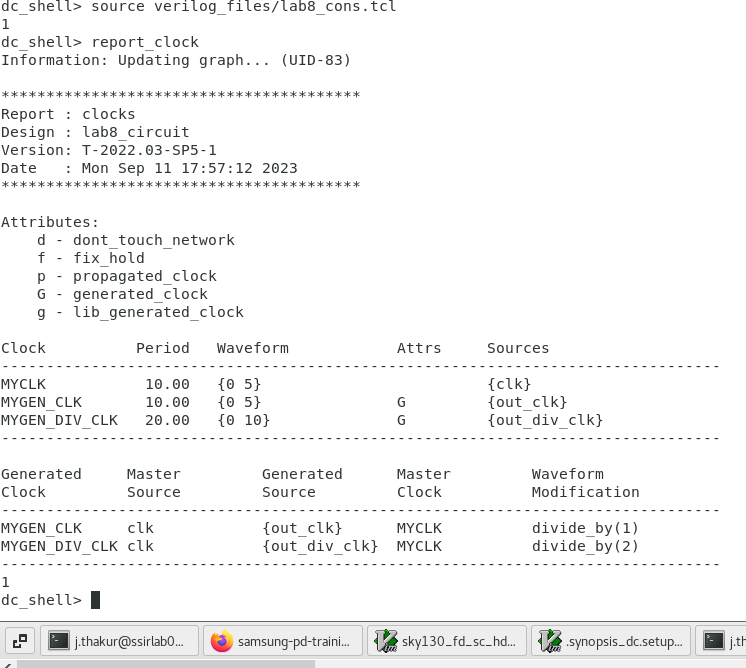 dc_shell> source verilog_files/lab8_cons.tcl
1
dc_shell> report_clock
Information: Updating graph... (UID-83)
****************************************
Report : clocks
Design : lab8_circuit
Version: T-2022.03-SP5-1
Date   : Mon Sep 11 17:57:12 2023
****************************************
Attributes:
    d - dont_touch_network
    f - fix_hold
    p - propagated_clock
    G - generated_clock
    g - lib_generated_clock
Clock          Period   Waveform            Attrs     Sources
--------------------------------------------------------------------------------
MYCLK           10.00   {0 5}                         {clk}
MYGEN_CLK       10.00   {0 5}               G         {out_clk}
MYGEN_DIV_CLK   20.00   {0 10}              G         {out_div_clk}
--------------------------------------------------------------------------------
Generated     Master         Generated      Master         Waveform
Clock         Source         Source         Clock          Modification
--------------------------------------------------------------------------------
MYGEN_CLK     clk            {out_clk}      MYCLK          divide_by(1)
MYGEN_DIV_CLK clk            {out_div_clk}  MYCLK          divide_by(2)
--------------------------------------------------------------------------------
1
dc_shell>
j.thakur@ssirlab0... samsung-pd-traini... sky130_fd_sc_hd... .synopsis_dc.setup... j.th